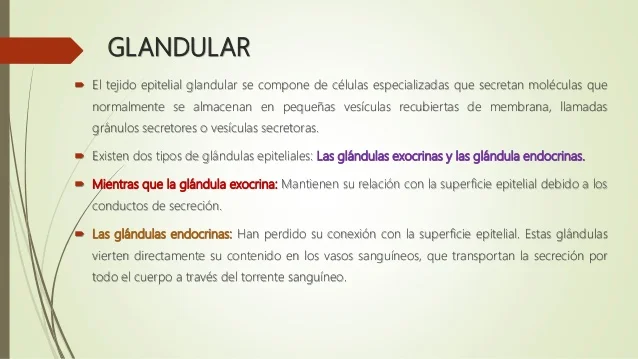 GLANDULAR
El tejido epitelial glandular se compone de células especializadas que secretan moléculas que
normalmente se almacenan en pequeñas vesículas recubiertas de membrana, llamadas
gránulos secretores o vesículas secretoras.
Existen dos tipos de glándulas epiteliales: Las glándulas exocrinas y las glándula endocrinas.
Mientras que la glándula exocrina: Mantienen su relación con la superficie epitelial debido a los
conductos de secreción.
Las glándulas endocrinas: Han perdido su conexión con la superficie epitelial. Estas glándulas
vierten directamente su contenido en los vasos sanguíneos, que transportan la secreción por
todo el cuerpo a través del torrente sanguíneo.